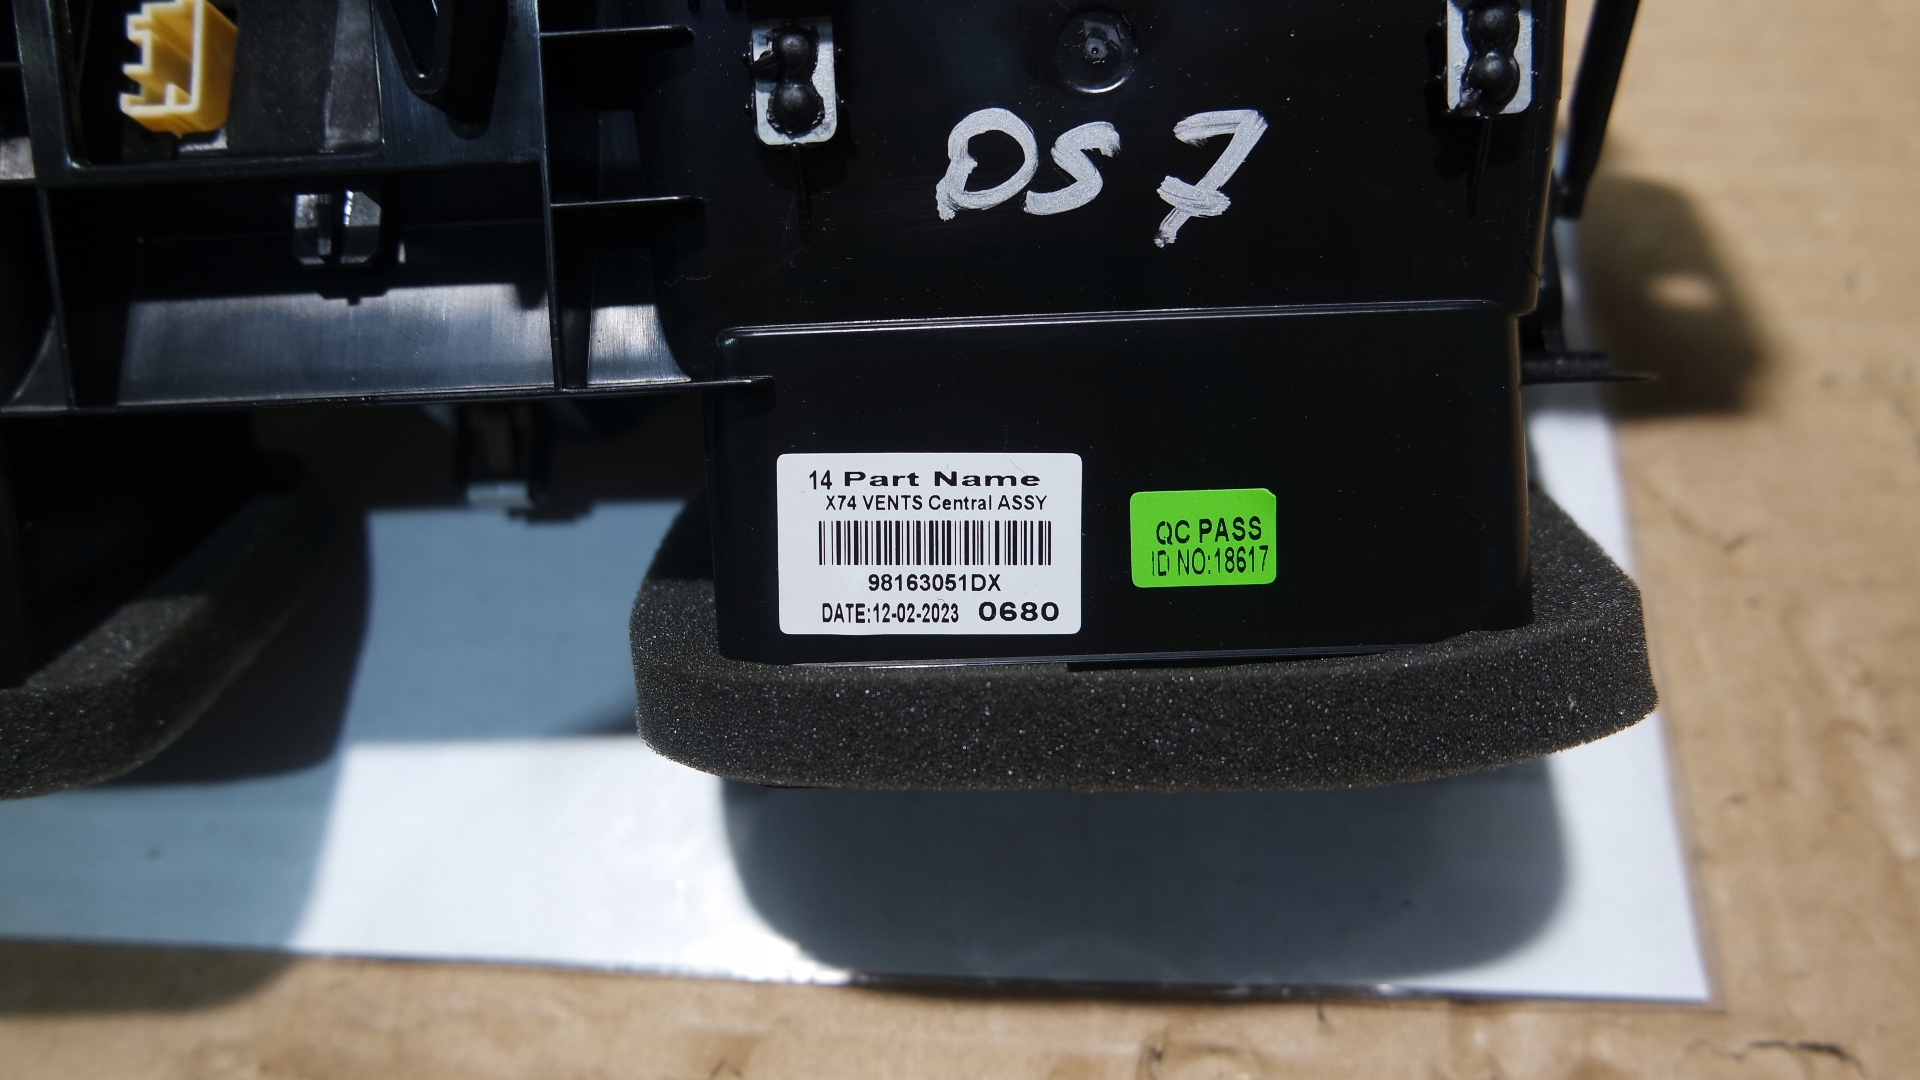 DS 7
14 Part Name
X74 VENTS Central ASSY
98163051DX
DATE:12-02-2023 0680
QC PASS
ID NO:18617